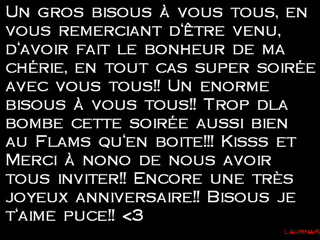 Un gros bisous à vous tous, en
vous remerciant d'être venu,
d'avoir fait le bonheur de ma
chérie, en tout cas super soirée
avec vous tous!! Un enorme
bisous à vous tous!! Trop dla
bombe cette soirée aussi bien
au Flams qu'en boite!!! Kisss et
Merci à nono de nous avoir
tous inviter!! Encore une très
joyeux anniversaire!! Bisous je
t'aime puce!! <3